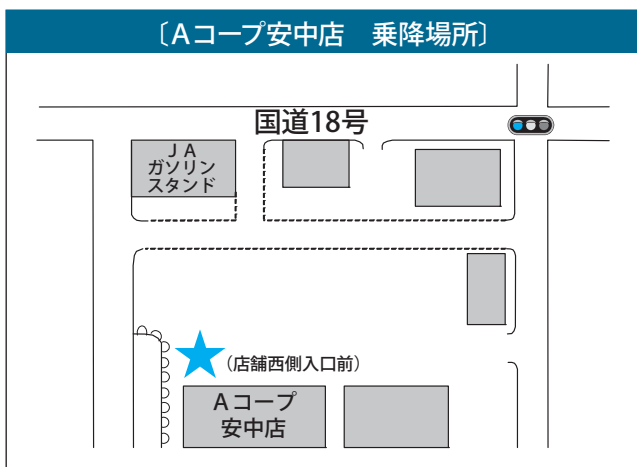 〔Aコープ安中店　乗降場所〕
国道18号
JA
ガソリン
スタンド
(店舗西側入口前)
Aコープ
安中店